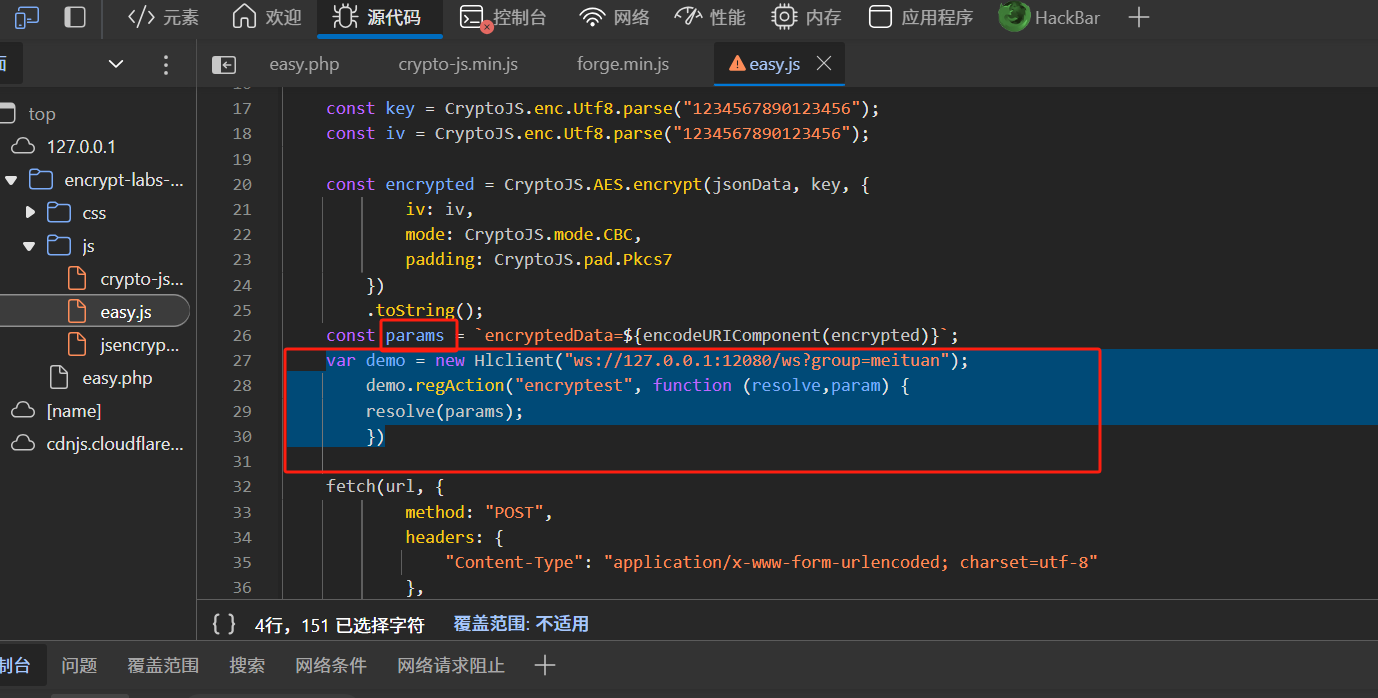 </> 元素 欢迎 源代码 控制台 网络 性能 内存 应用程序 HackBar
easy.php crypto-js.min.js forge.min.js easy.js
top
127.0.0.1
encrypt-labs-...
css
js
crypto-js...
easy.js
jsencryp...
easy.php
[name]
cdnjs.cloudflare...
17 const key = CryptoJS.enc.Utf8.parse("1234567890123456");
18 const iv = CryptoJS.enc.Utf8.parse("1234567890123456");
19
20 const encrypted = CryptoJS.AES.encrypt(jsonData, key, {
21 iv: iv,
22 mode: CryptoJS.mode.CBC,
23 padding: CryptoJS.pad.Pkcs7
24 })
25 .toString();
26 const params = `encryptedData=${encodeURIComponent(encrypted)}`;
27 var demo = new Hlclient("ws://127.0.0.1:12080/ws?group=meituan");
28 demo.regAction("encryptest", function (resolve,param) {
29 resolve(params);
30 })
31
32 fetch(url, {
33 method: "POST",
34 headers: {
35 "Content-Type": "application/x-www-form-urlencoded; charset=utf-8"
36 },
{ } 4行，151 已选择字符 覆盖范围: 不适用
制台 问题 覆盖范围 搜索 网络条件 网络请求阻止